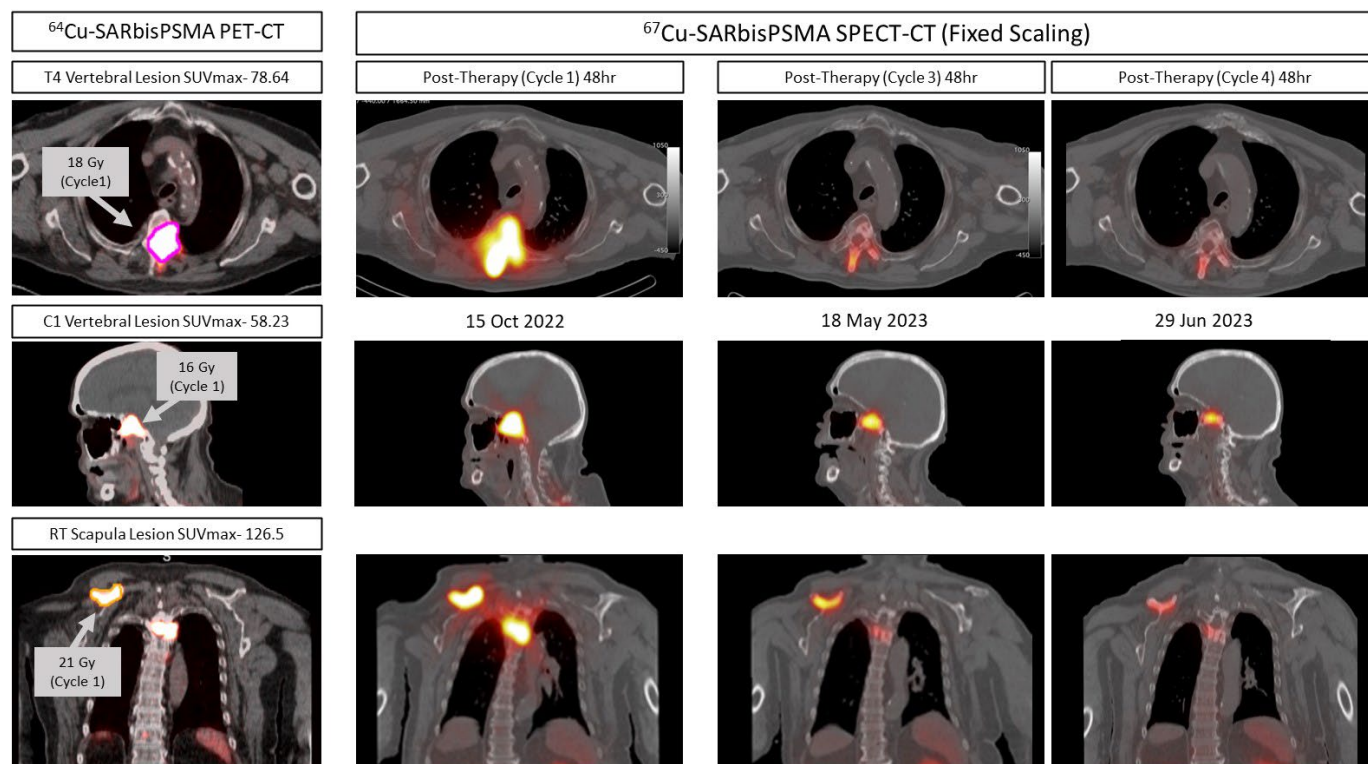 ⁶⁴Cu-SARbisPSMA PET-CT
⁶⁷Cu-SARbisPSMA SPECT-CT (Fixed Scaling)
T4 Vertebral Lesion SUVmax- 78.64
Post-Therapy (Cycle 1) 48hr
Post-Therapy (Cycle 3) 48hr
Post-Therapy (Cycle 4) 48hr
18 Gy
(Cycle1)
1050
300
-450
1050
300
-450
C1 Vertebral Lesion SUVmax- 58.23
15 Oct 2022
18 May 2023
29 Jun 2023
16 Gy
(Cycle 1)
RT Scapula Lesion SUVmax- 126.5
21 Gy
(Cycle 1)